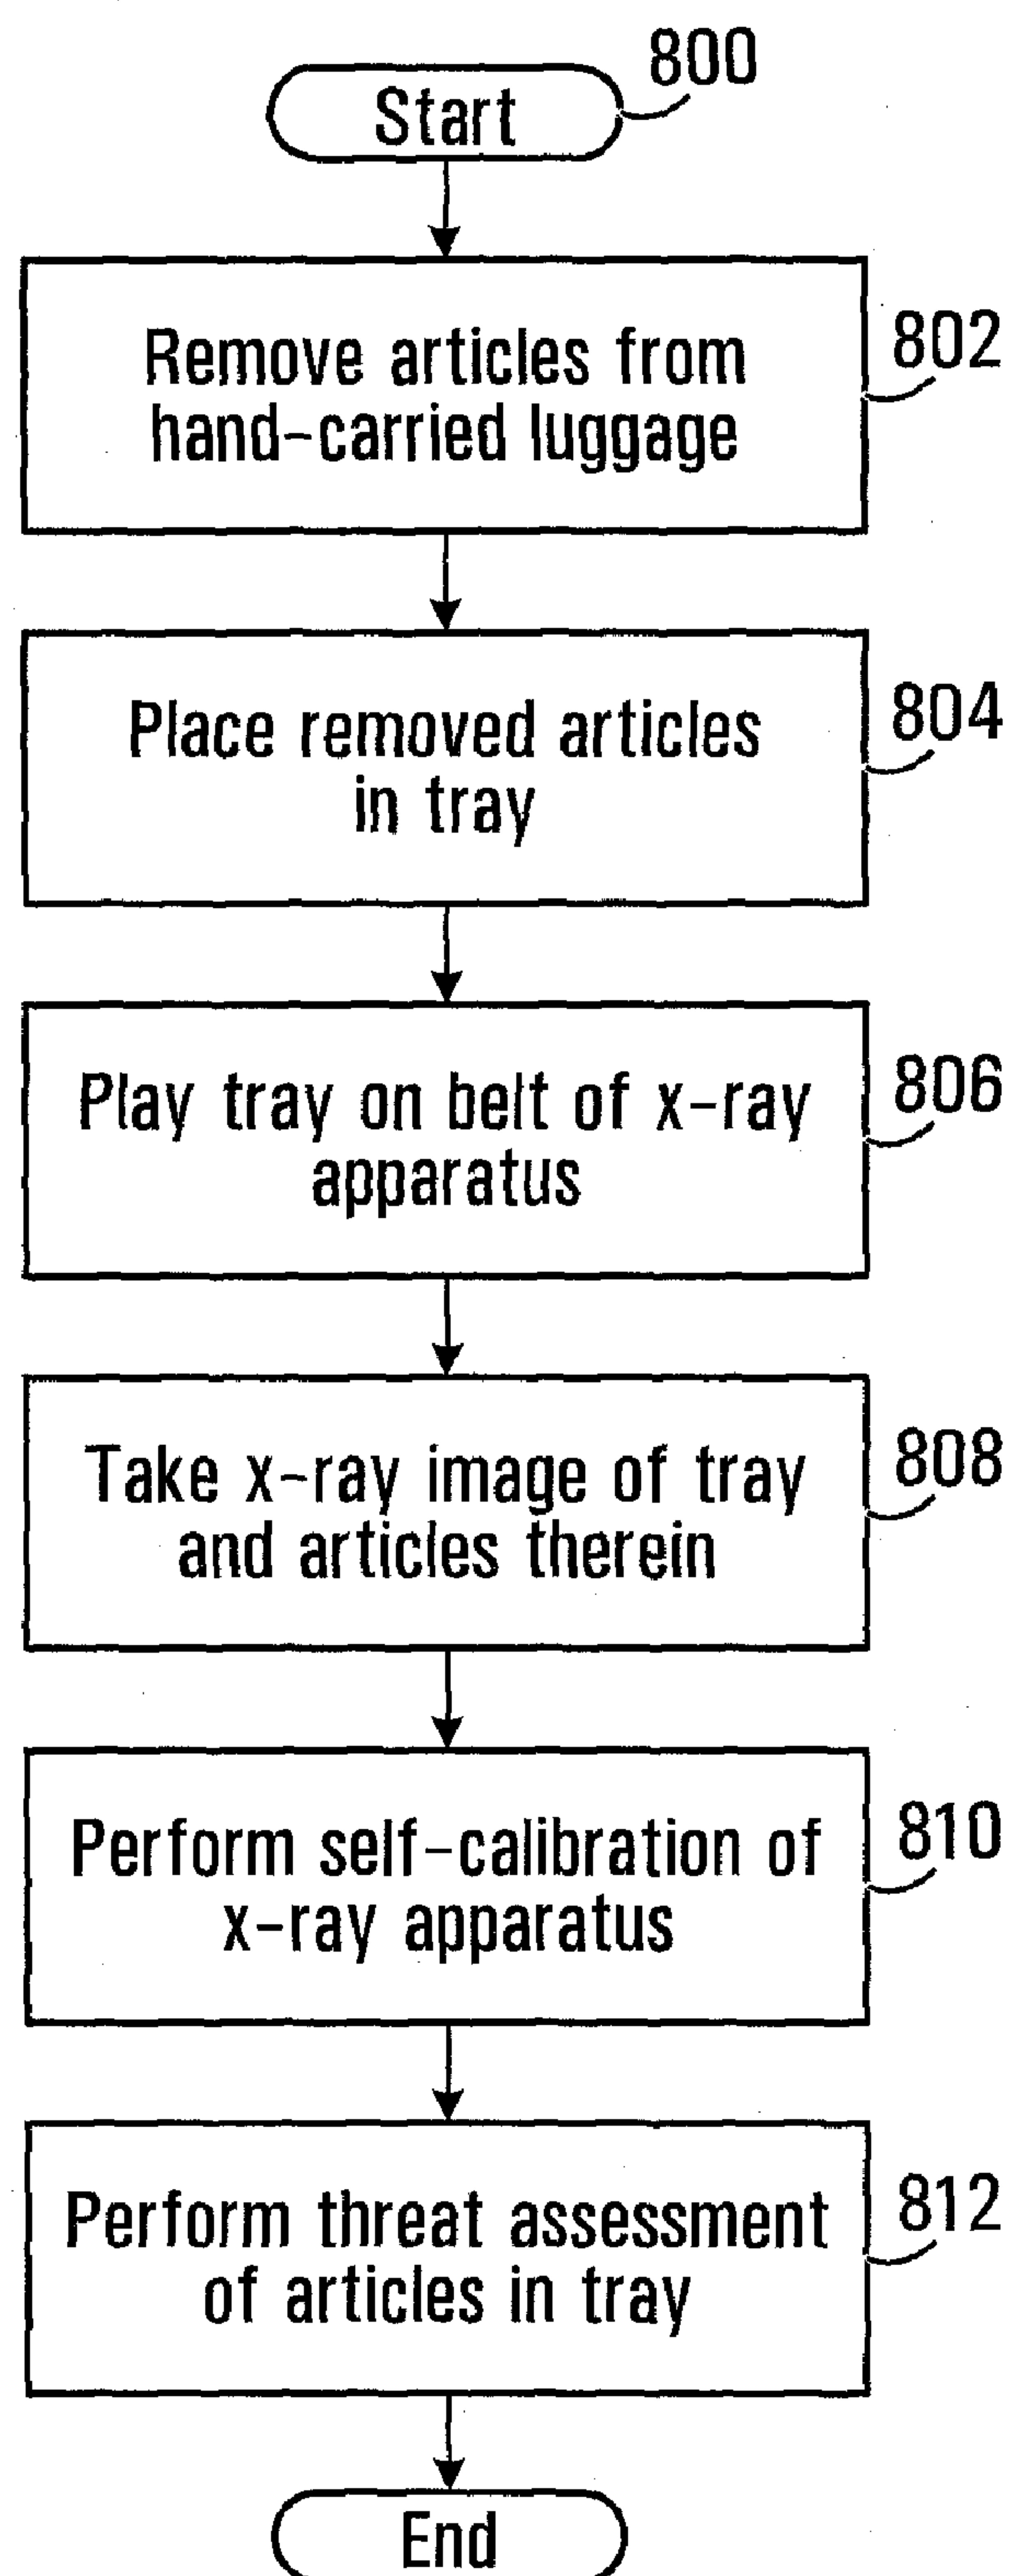 800
Start
802
Remove articles from
hand-carried luggage
804
Place removed articles
in tray
806
Play tray on belt of x-ray
apparatus
808
Take x-ray image of tray
and articles therein
810
Perform self-calibration of
x-ray apparatus
812
Perform threat assessment
of articles in tray
End